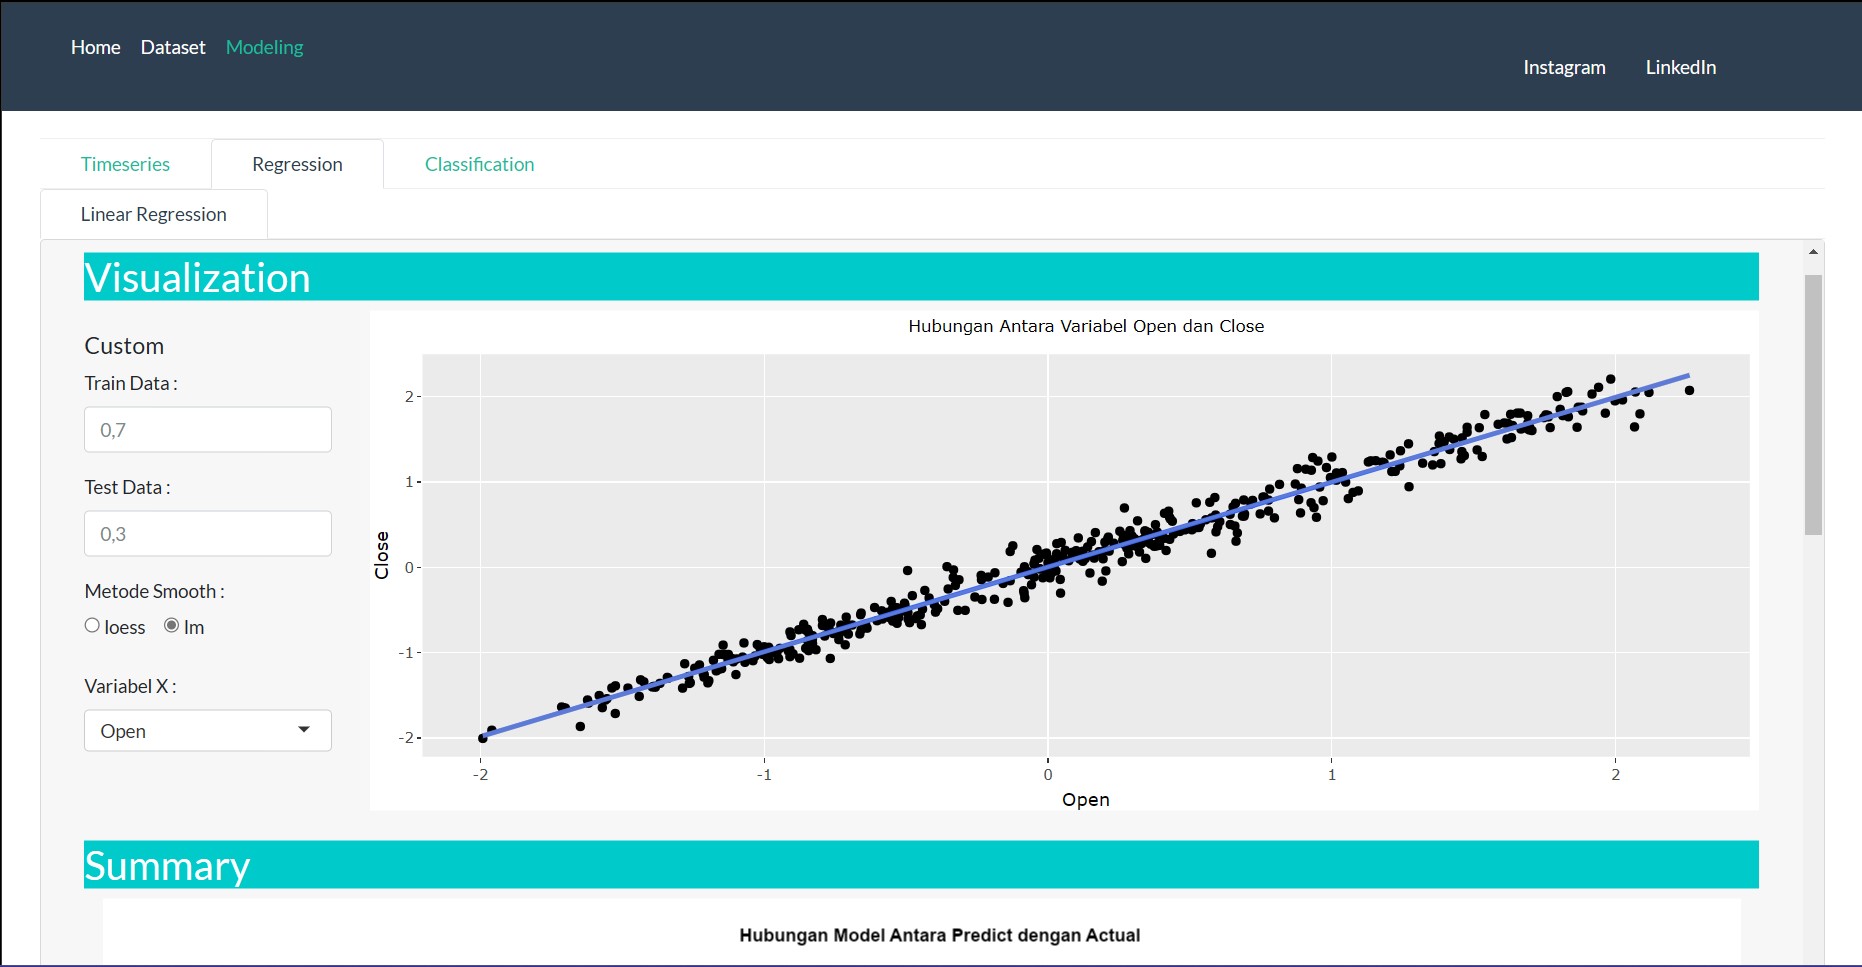 Home Dataset Modeling
Instagram LinkedIn
Timeseries Regression Classification
Linear Regression
Visualization
Custom
Train Data :
0,7
Test Data :
0,3
Metode Smooth :
loess lm
Variabel X :
Open
Hubungan Antara Variabel Open dan Close
Close
2
1
0
-1
-2
-2 -1 0 1 2
Open
Summary
Hubungan Model Antara Predict dengan Actual